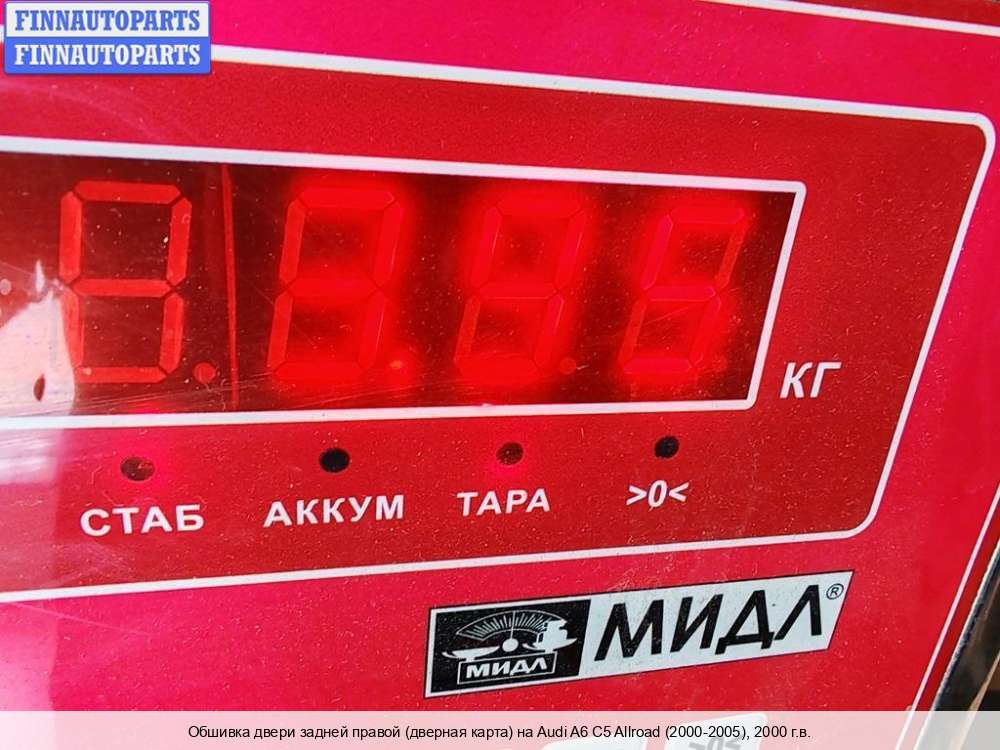 FINNAUTOPARTS
FINNAUTOPARTS
КГ
СТАБ АККУМ ТАРА >0<
МИДЛ МИДЛ®
Обшивка двери задней правой (дверная карта) на Audi A6 C5 Allroad (2000-2005), 2000 г.в.